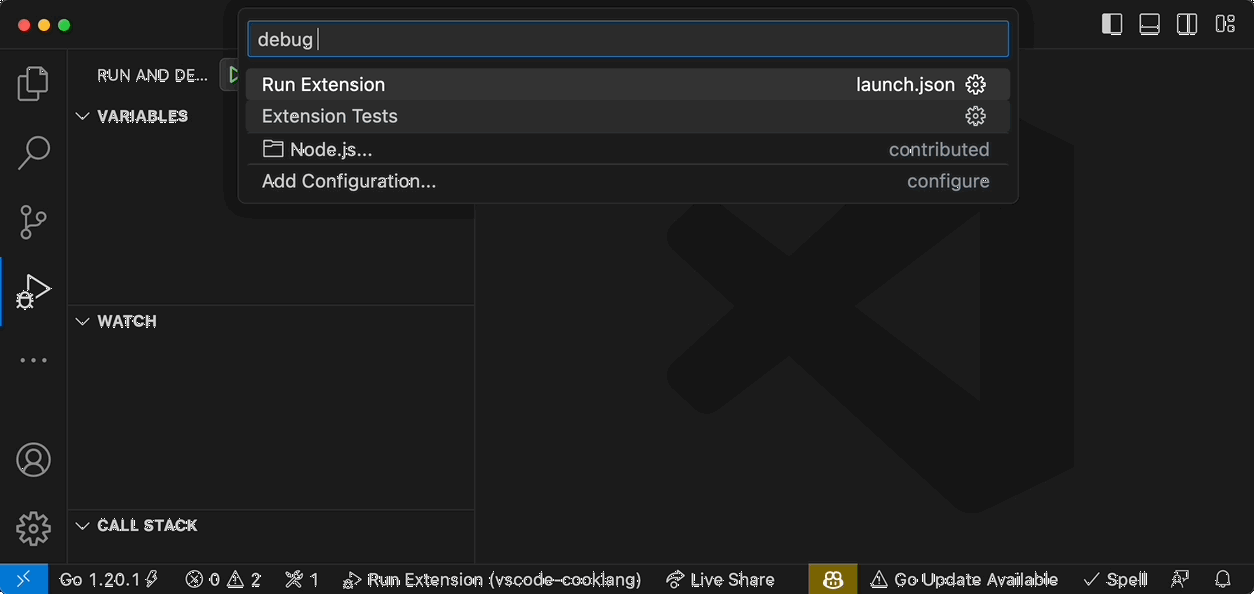 debug
RUN AND DE...
Run Extension launch.json
VARIABLES
Extension Tests
Node.js... contributed
Add Configuration... configure
WATCH
CALL STACK
Go 1.20.1 0 2 1 Run Extension (vscode-cooklang) Live Share Go Update Available Spell